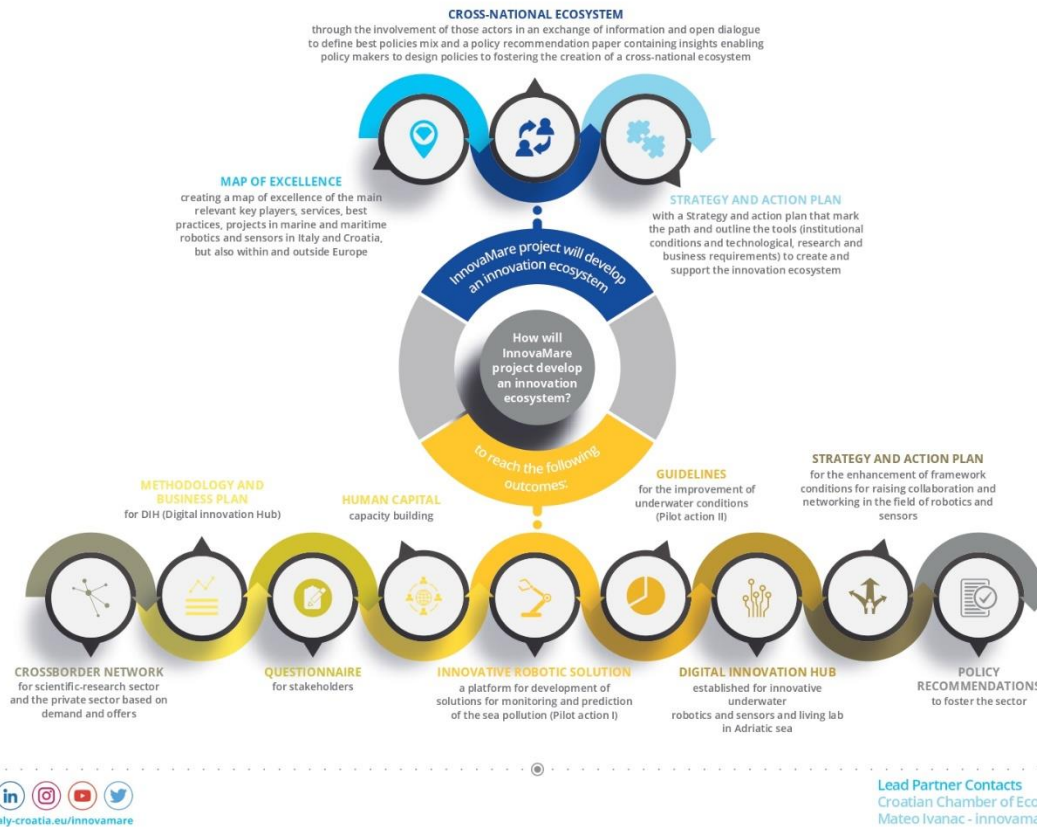 CROSS-NATIONAL ECOSYSTEM
through the involvement of those actors in an exchange of information and open dialogue
to define best policies mix and a policy recommendation paper containing insights enabling
policy makers to design policies to fostering the creation of a cross-national ecosystem
MAP OF EXCELLENCE
creating a map of excellence of the main
relevant key players, services, best
practices, projects in marine and maritime
robotics and sensors in Italy and Croatia,
but also within and outside Europe
STRATEGY AND ACTION PLAN
with a Strategy and action plan that mark
the path and outline the tools (institutional
conditions and technological, research and
business requirements) to create and
support the innovation ecosystem
InnovaMare project will develop
an innovation ecosystem
How will
InnovaMare
project develop
an innovation
ecosystem?
to reach the following
outcomes:
METHODOLOGY AND
BUSINESS PLAN
for DIH (Digital innovation Hub)
HUMAN CAPITAL
capacity building
GUIDELINES
for the improvement of
underwater conditions
(Pilot action II)
STRATEGY AND ACTION PLAN
for the enhancement of framework
conditions for raising collaboration and
networking in the field of robotics and
sensors
CROSSBORDER NETWORK
for scientific-research sector
and the private sector based on
demand and offers
QUESTIONNAIRE
for stakeholders
INNOVATIVE ROBOTIC SOLUTION
a platform for development of
solutions for monitoring and prediction
of the sea pollution (Pilot action I)
DIGITAL INNOVATION HUB
established for innovative
underwater
robotics and sensors and living lab
in Adriatic sea
POLICY
RECOMMENDATIONS
to foster the sector
in
aly-croatia.eu/innovamare
Lead Partner Contacts
Croatian Chamber of Eco
Mateo Ivanac - innovama